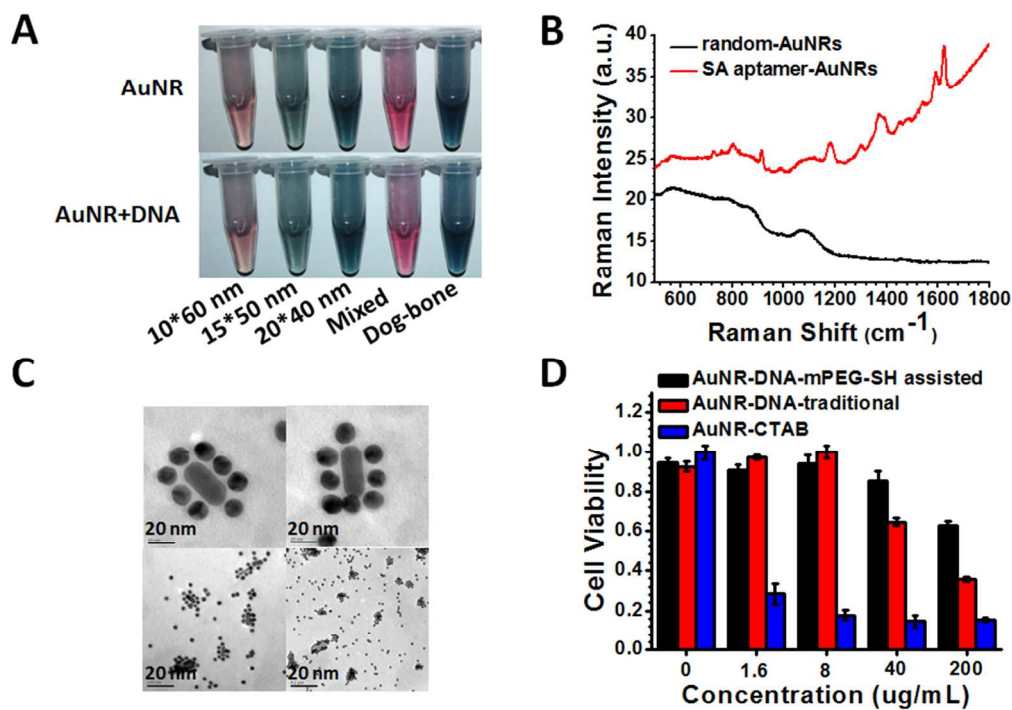 A
AuNR
AuNR+DNA
10*60 nm
15*50 nm
20*40 nm
Mixed
Dog-bone
B
random-AuNRs
SA aptamer-AuNRs
Raman Intensity (a.u.)
40
35
30
25
20
15
10
600 800 1000 1200 1400 1600 1800
Raman Shift (cm⁻¹)
C
20 nm 20 nm
20 nm 20 nm
D
AuNR-DNA-mPEG-SH assisted
AuNR-DNA-traditional
AuNR-CTAB
Cell Viability
1.2
1.0
0.8
0.6
0.4
0.2
0.0
0 1.6 8 40 200
Concentration (ug/mL)